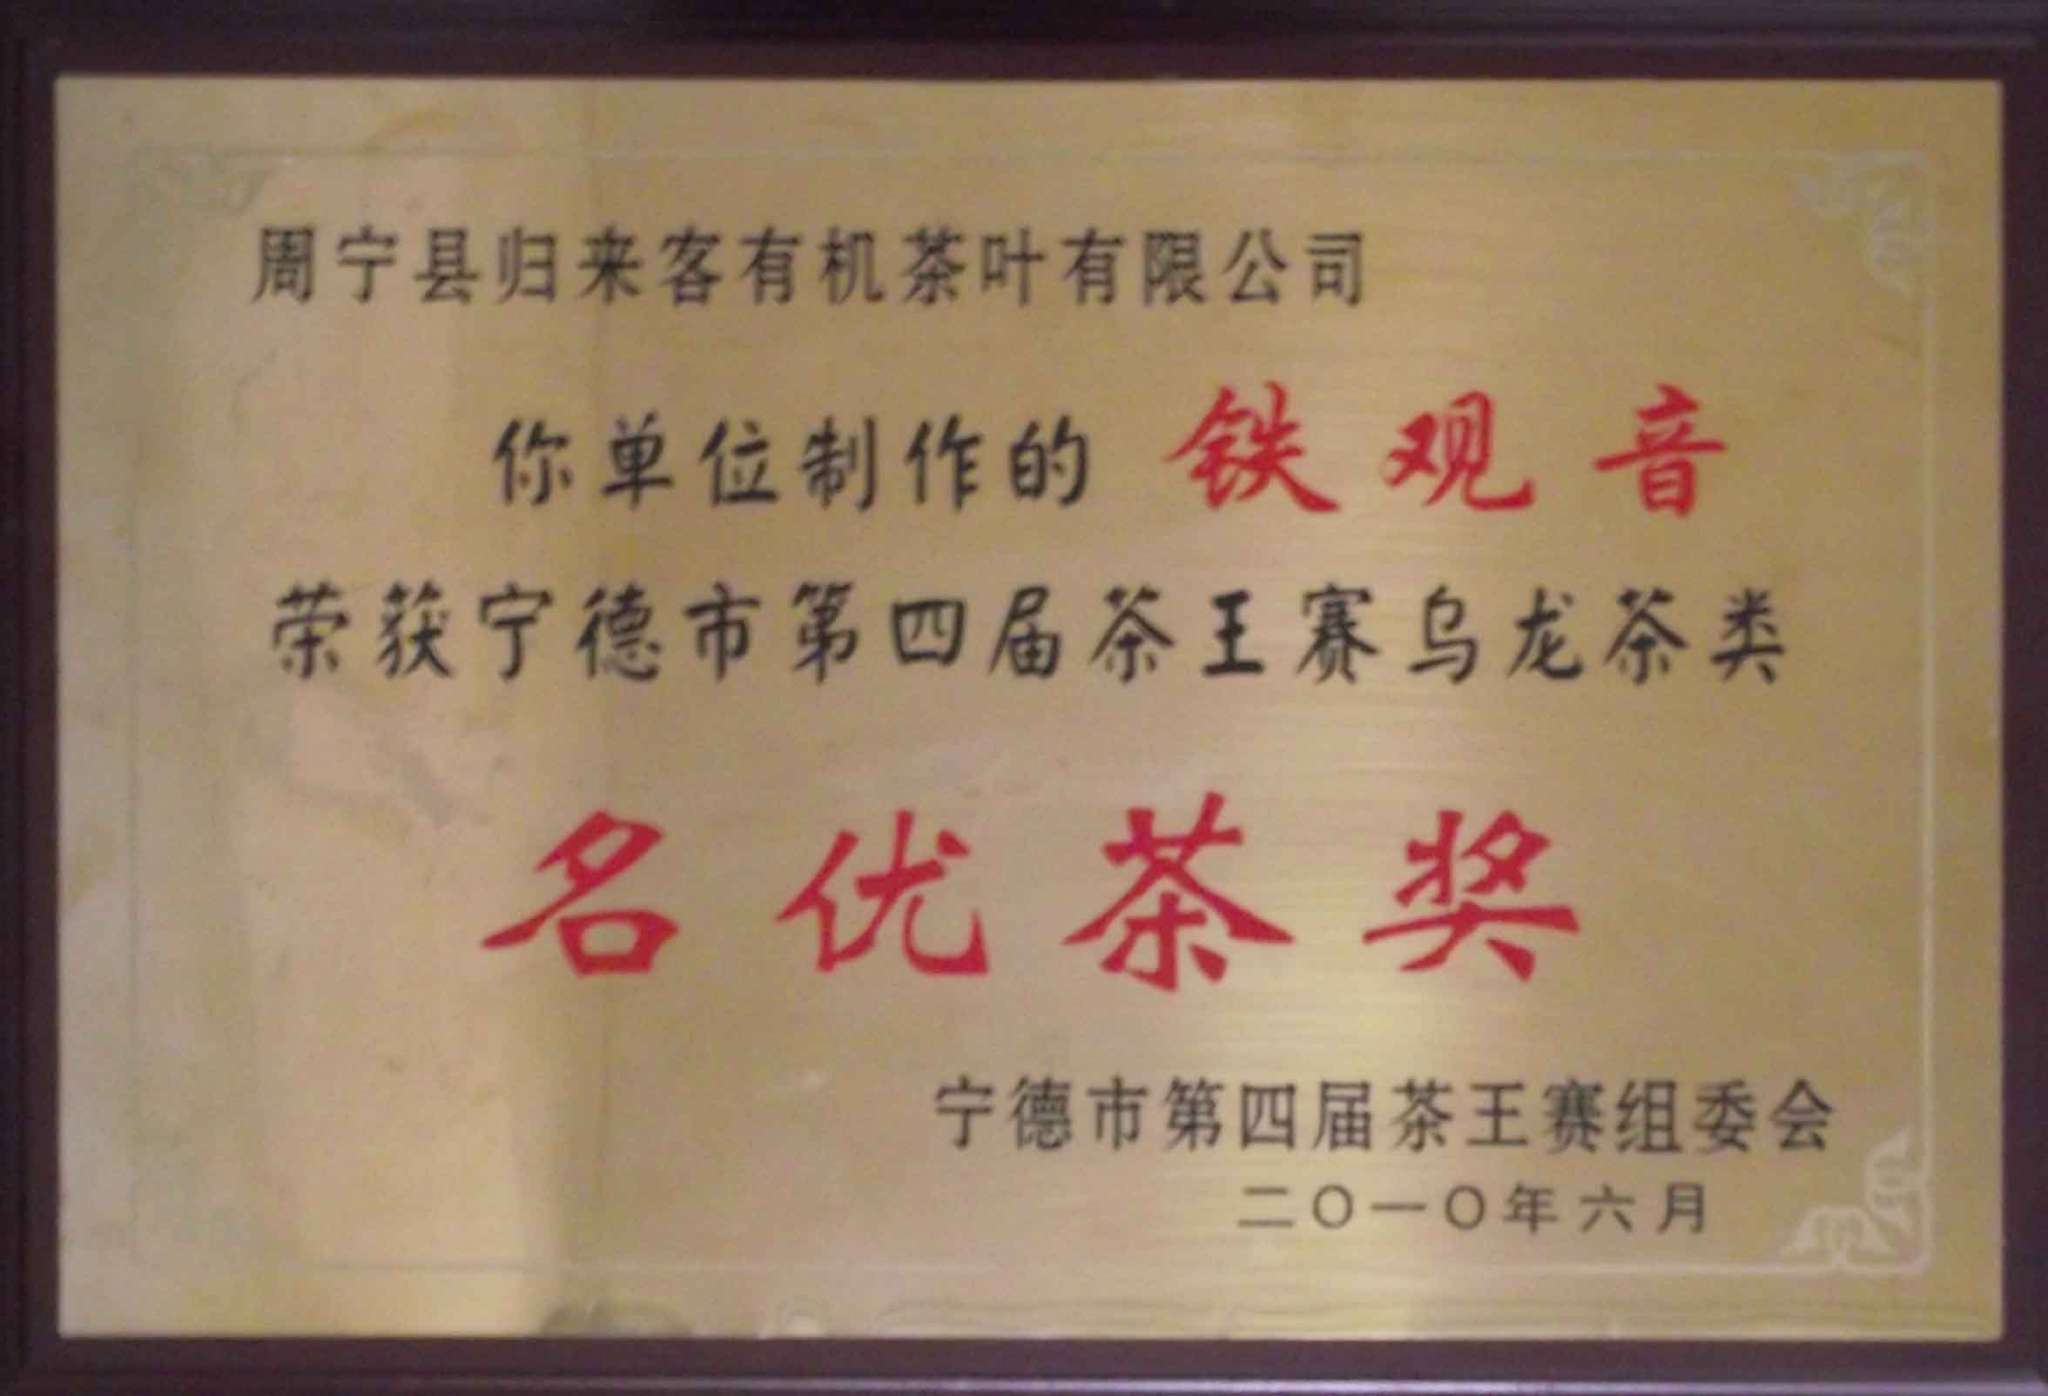 周宁县归来客有机茶叶有限公司
你单位制作的 铁观音
荣获宁德市第四届茶王赛乌龙茶类
名优茶奖
宁德市第四届茶王赛组委会
二〇一〇年六月